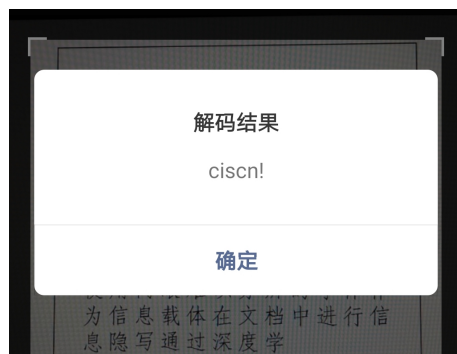 解码结果
ciscn!
确定
为信息载体在文档中进行信
息隐写通过深度学